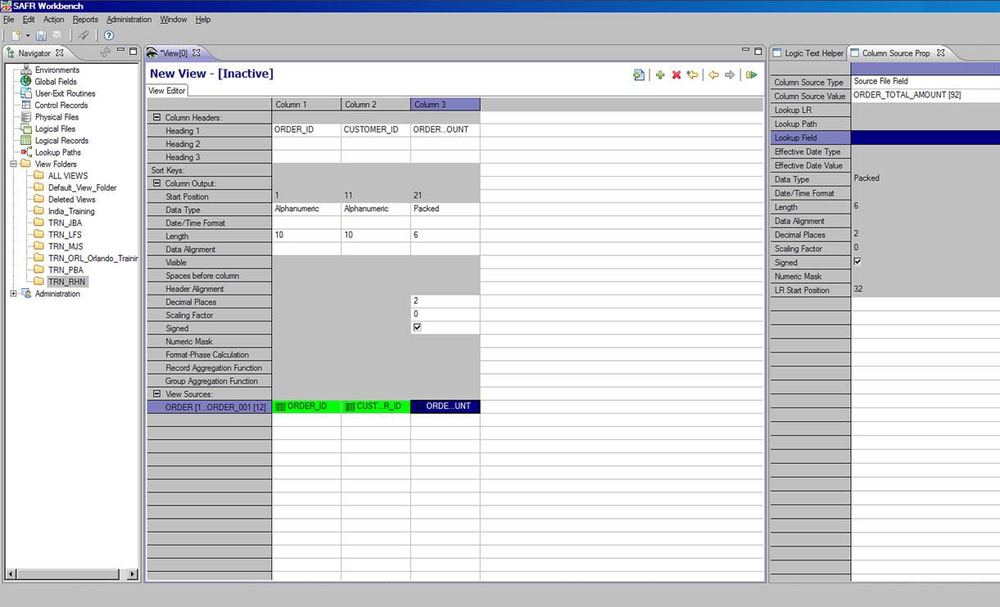 SAFR Workbench
File Edit Action Reports Administration Window Help
Navigator
Environments
Global Fields
User-Exit Routines
Control Records
Physical Files
Logical Files
Logical Records
Lookup Paths
View Folders
ALL VIEWS
Default_View_Folder
Deleted Views
India_Training
TRN_JBA
TRN_LFS
TRN_MJS
TRN_ORL_Orlando_Trainin
TRN_PBA
TRN_RHN
Administration
*View[0]
New View - [Inactive]
View Editor
Column 1 Column 2 Column 3
Column Headers:
Heading 1 ORDER_ID CUSTOMER_ID ORDER...OUNT
Heading 2
Heading 3
Sort Keys:
Column Output:
Start Position 1 11 21
Data Type Alphanumeric Alphanumeric Packed
Date/Time Format
Length 10 10 6
Data Alignment
Visible
Spaces before column
Header Alignment
Decimal Places 2
Scaling Factor 0
Signed
Numeric Mask
Format-Phase Calculation
Record Aggregation Function
Group Aggregation Function
View Sources:
ORDER [1...ORDER_001 [12] ORDER_ID CUST...R_ID ORDE...UNT
Logic Text Helper Column Source Prop
Column Source Type Source File Field
Column Source Value ORDER_TOTAL_AMOUNT [92]
Lookup LR
Lookup Path
Lookup Field
Effective Date Type
Effective Date Value
Data Type Packed
Date/Time Format
Length 6
Data Alignment
Decimal Places 2
Scaling Factor 0
Signed
Numeric Mask
LR Start Position 32